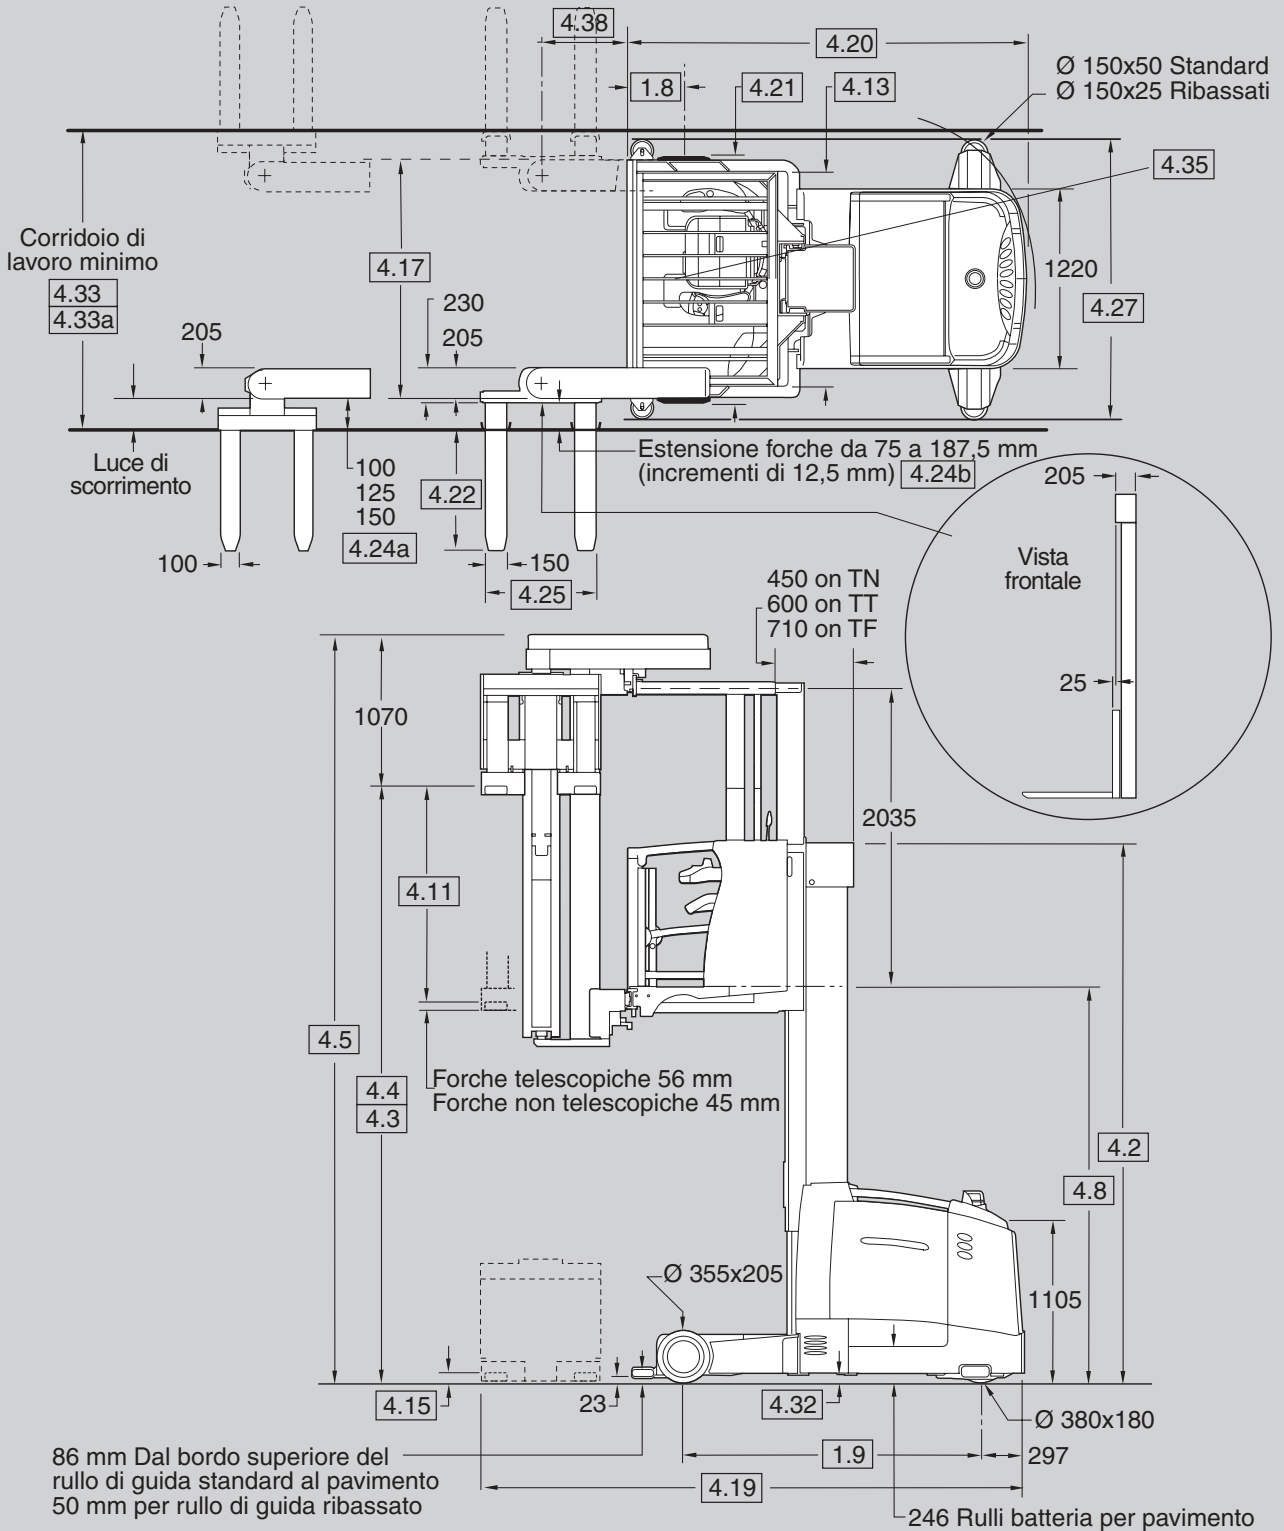 4.38
4.20
Ø 150x50 Standard
Ø 150x25 Ribassati
1.8
4.21
4.13
4.35
Corridoio di
lavoro minimo
4.33
4.33a
4.17
1220
4.27
230
205
205
Estensione forche da 75 a 187,5 mm
(incrementi di 12,5 mm) 4.24b
Luce di
scorrimento
100
125
150
4.24a
4.22
205
100
150
4.25
Vista
frontale
450 on TN
600 on TT
710 on TF
25
1070
2035
4.11
4.5
4.4
4.3
Forche telescopiche 56 mm
Forche non telescopiche 45 mm
4.2
4.8
Ø 355x205
1105
4.15
23
4.32
Ø 380x180
86 mm Dal bordo superiore del
rullo di guida standard al pavimento
50 mm per rullo di guida ribassato
1.9
297
4.19
246 Rulli batteria per pavimento